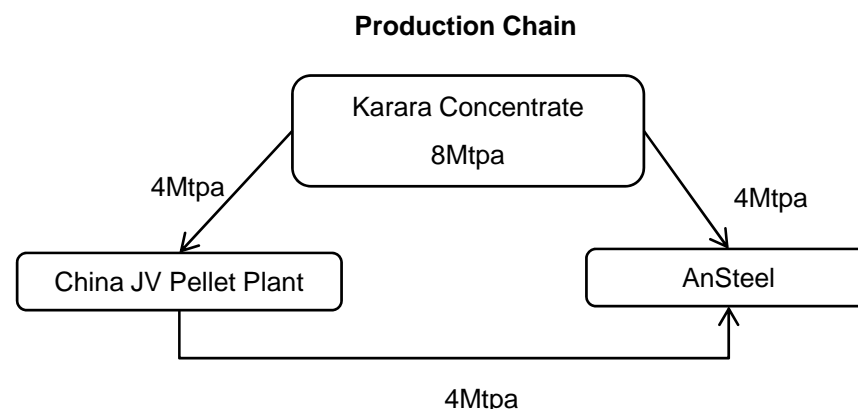 Production Chain
Karara Concentrate
8Mtpa
4Mtpa
4Mtpa
China JV Pellet Plant
AnSteel
4Mtpa